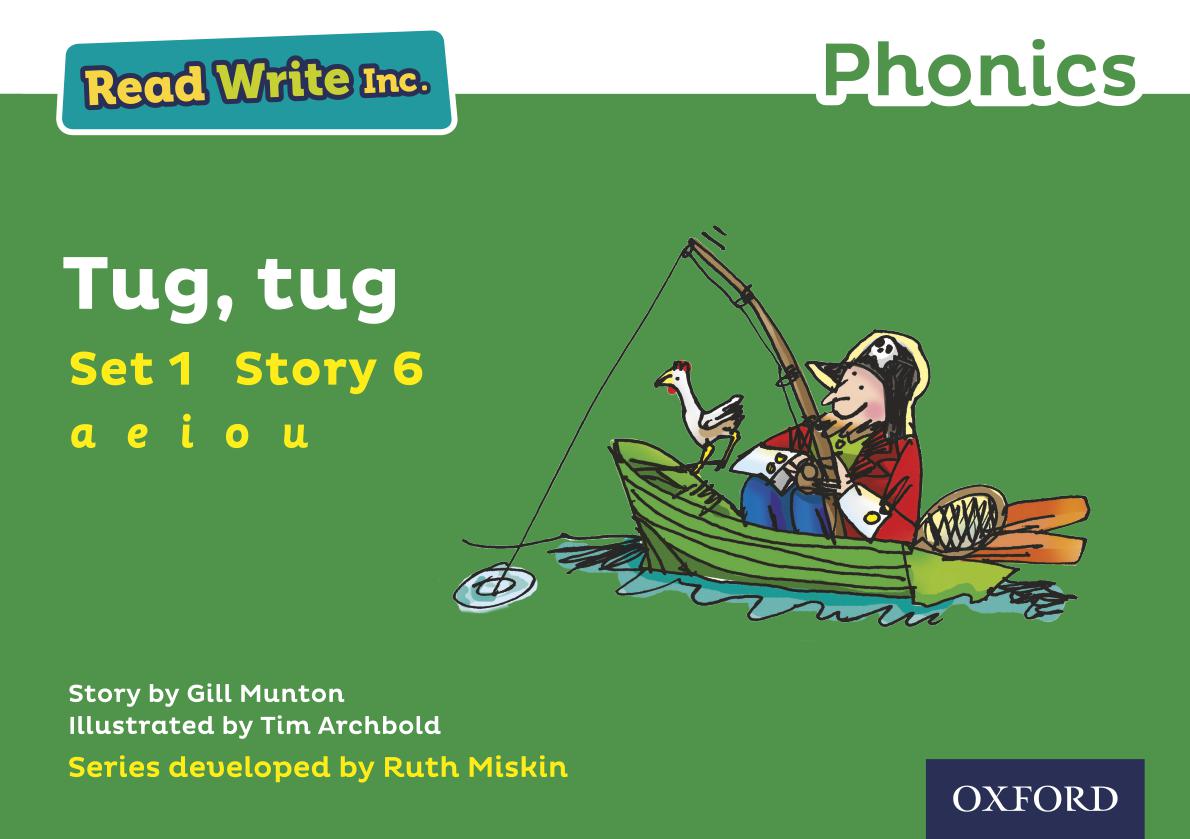 Read Write Inc.
Phonics
Tug, tug
Set 1 Story 6
a e i o u
Story by Gill Munton
Illustrated by Tim Archbold
Series developed by Ruth Miskin
OXFORD